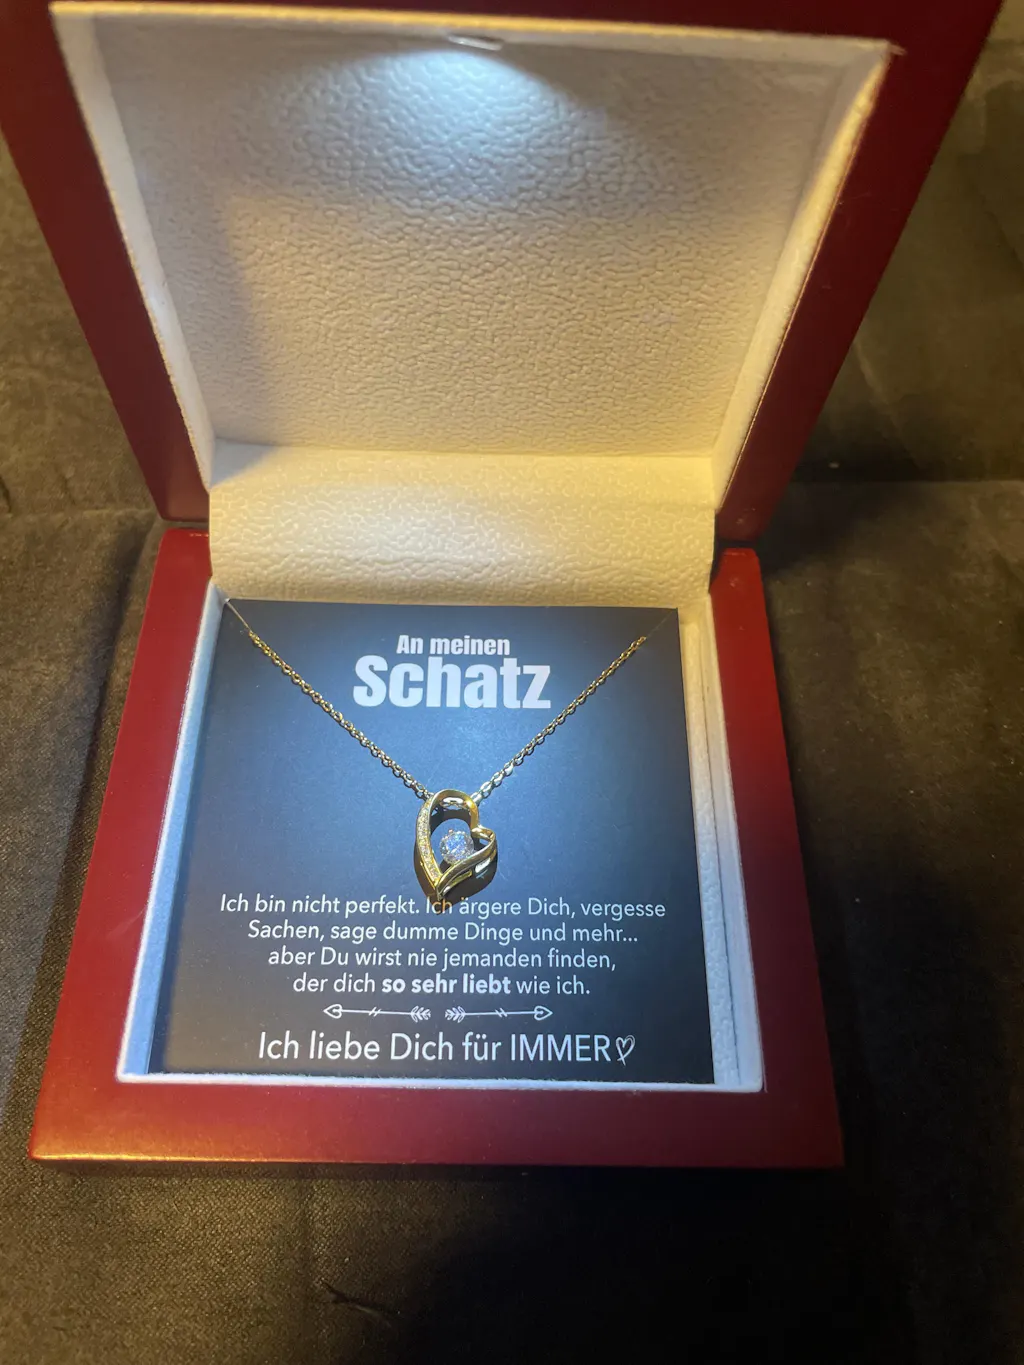 An meinen
Schatz
Ich bin nicht perfekt. Ich ärgere Dich, vergesse
Sachen, sage dumme Dinge und mehr...
aber Du wirst nie jemanden finden,
der dich so sehr liebt wie ich.
Ich liebe Dich für IMMER